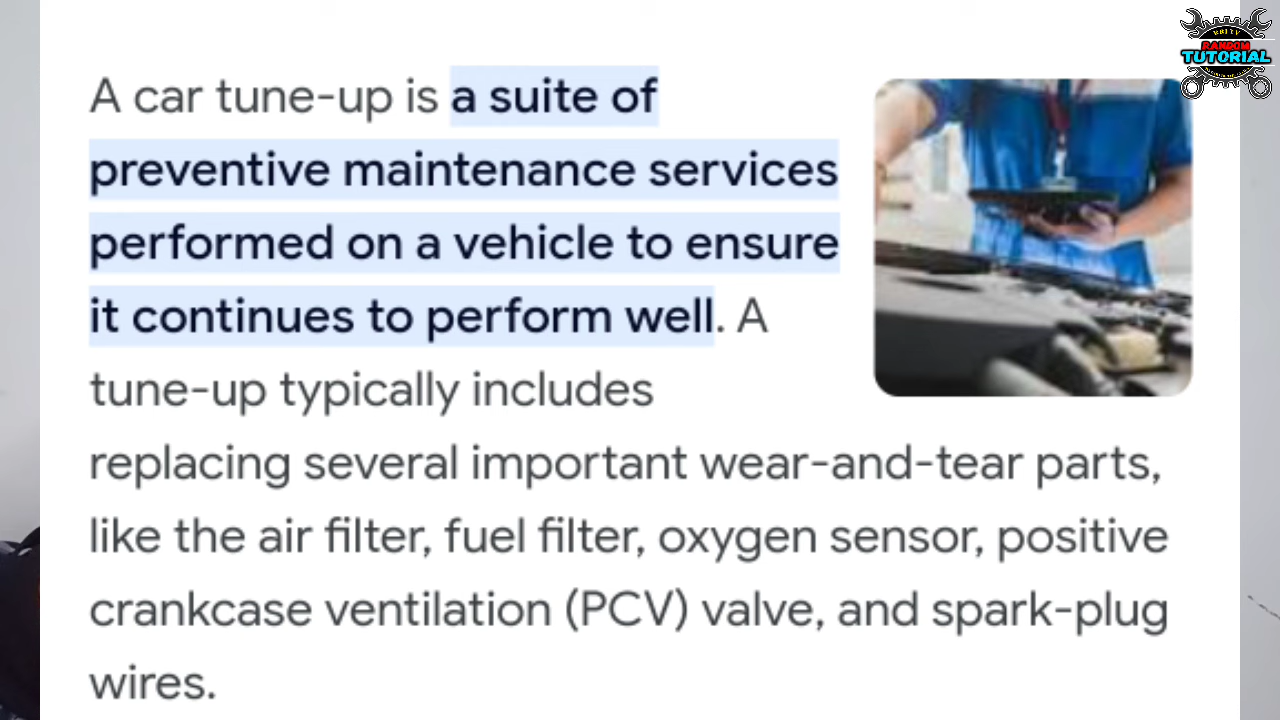 A car tune-up is a suite of
preventive maintenance services
performed on a vehicle to ensure
it continues to perform well. A
tune-up typically includes
replacing several important wear-and-tear parts,
like the air filter, fuel filter, oxygen sensor, positive
crankcase ventilation (PCV) valve, and spark-plug
wires.
RANDOM
TUTORIAL